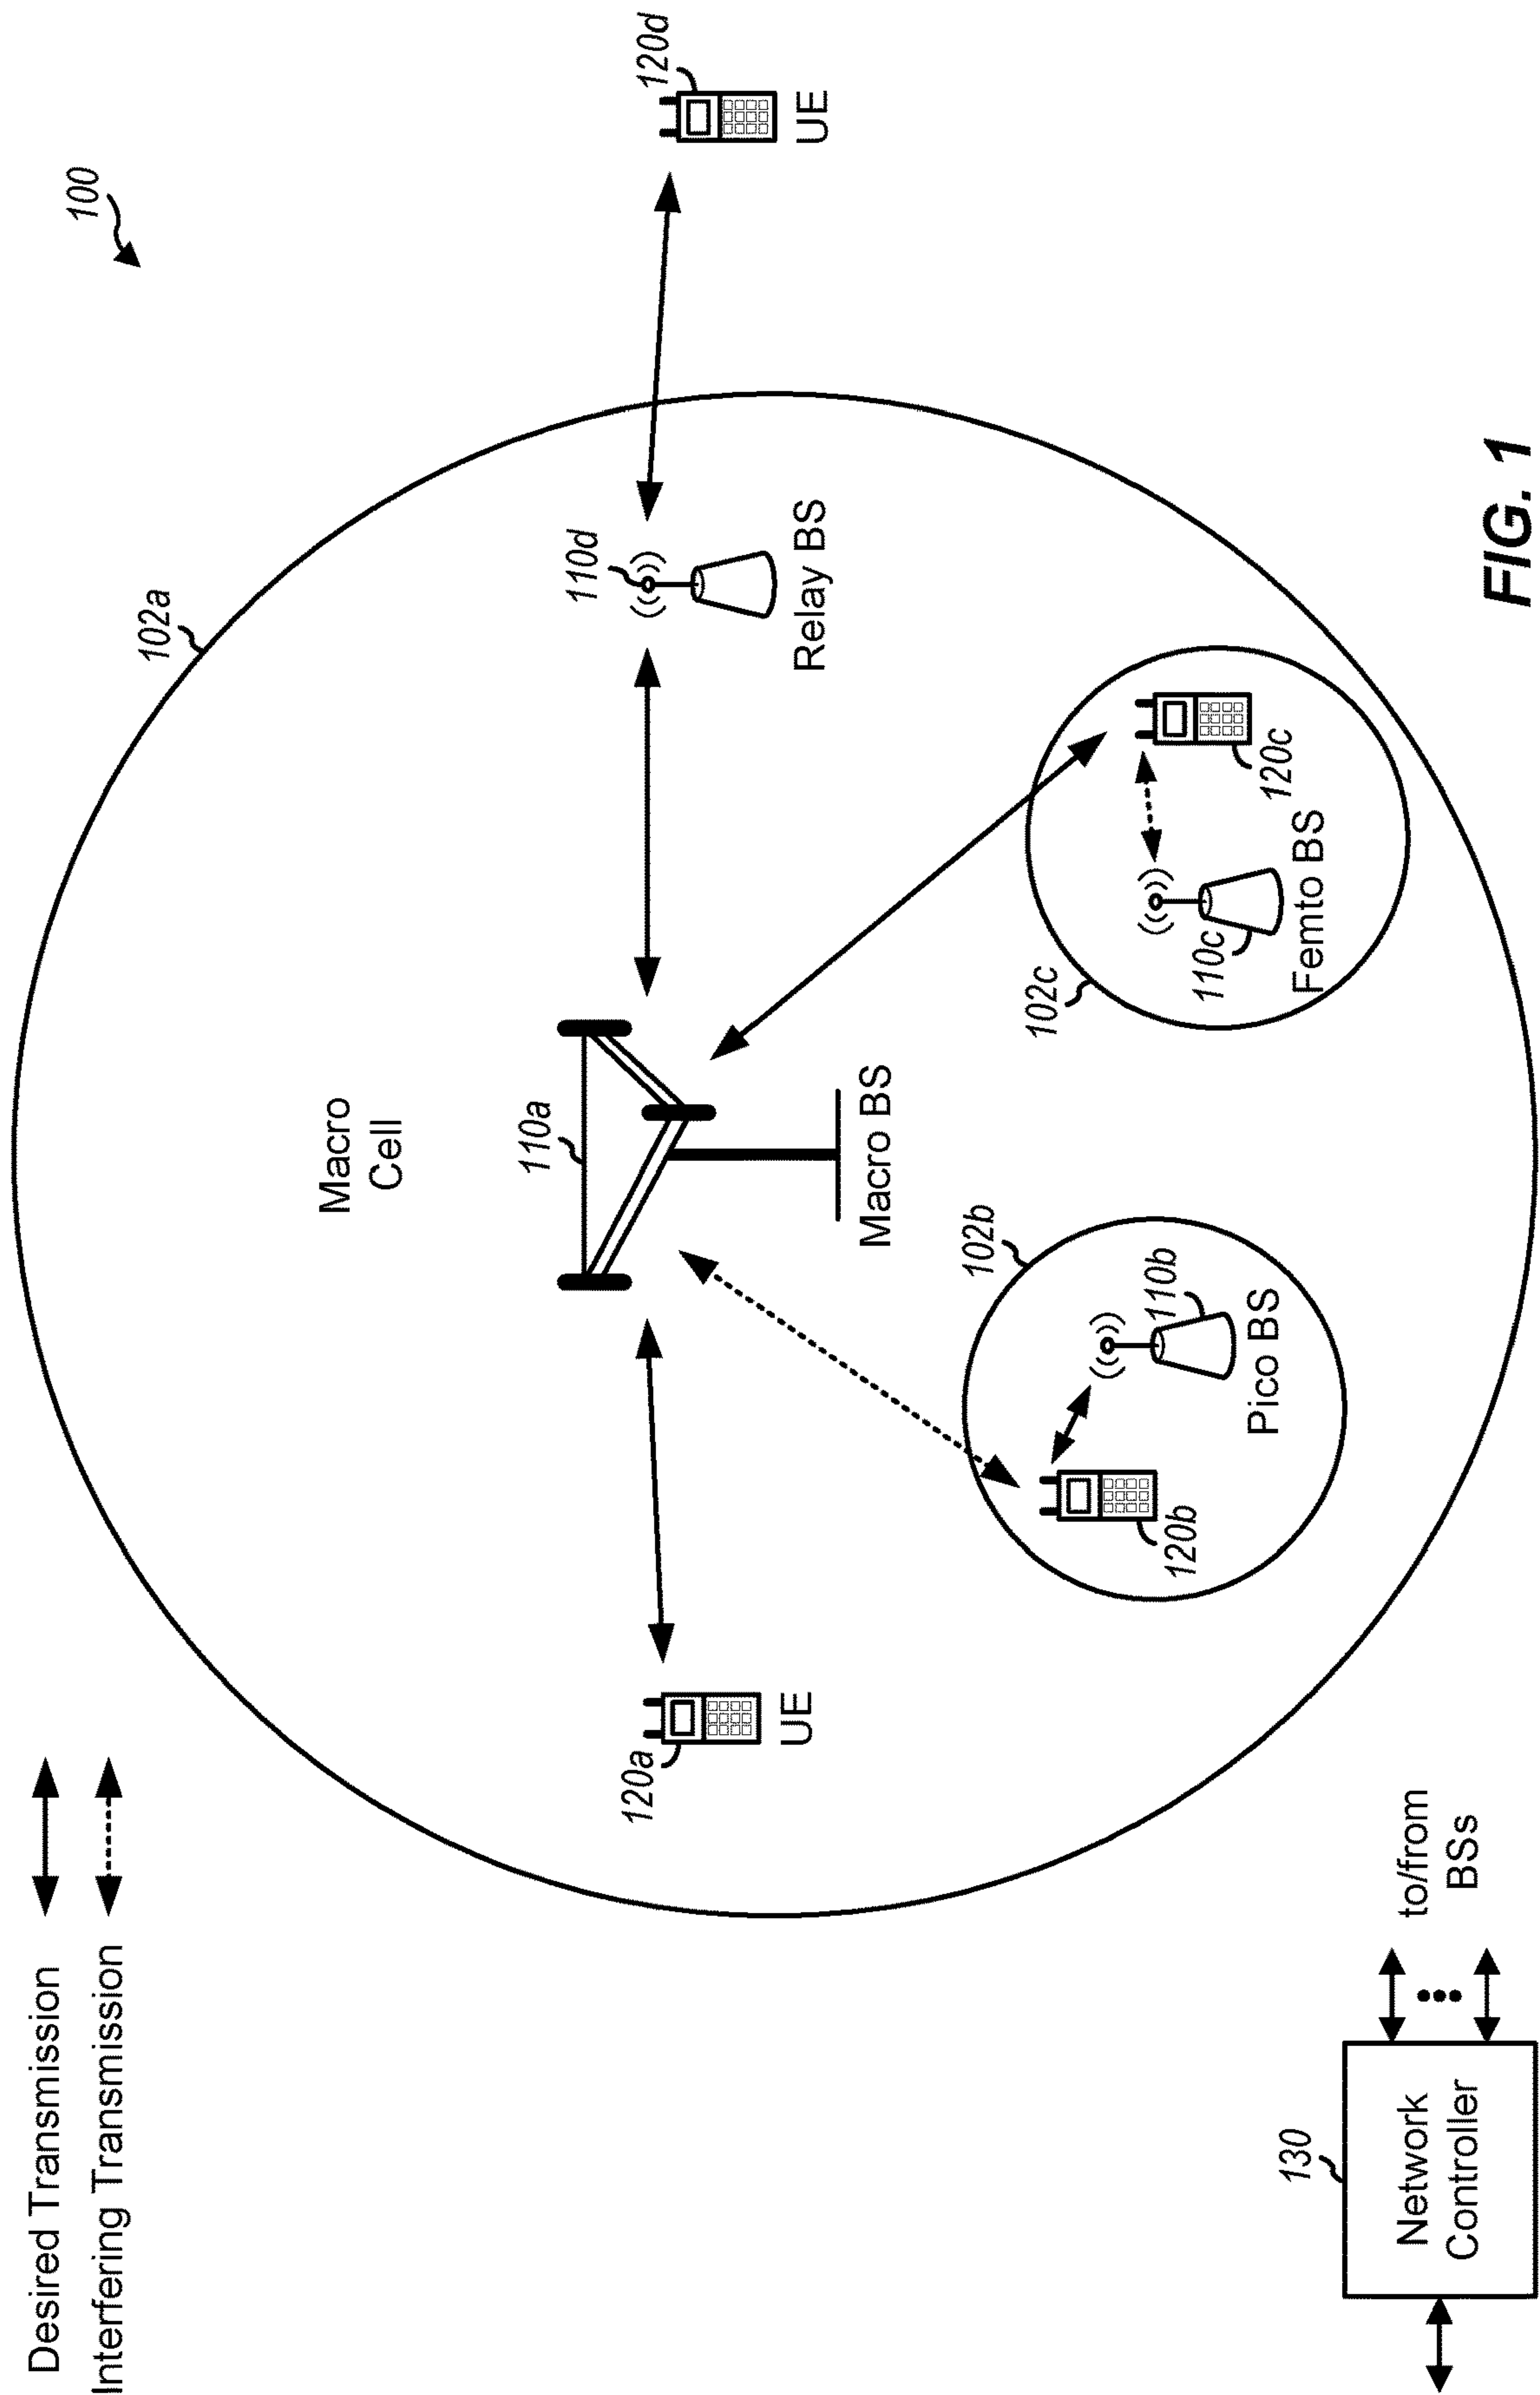 Desired Transmission
Interfering Transmission
100
102a
Macro
Cell
110a
Macro BS
110d
Relay BS
120d
UE
120a
UE
102b
110b
Pico BS
120b
102c
110c
Femto BS
120c
130
Network
Controller
to/from
BSs
FIG. 1